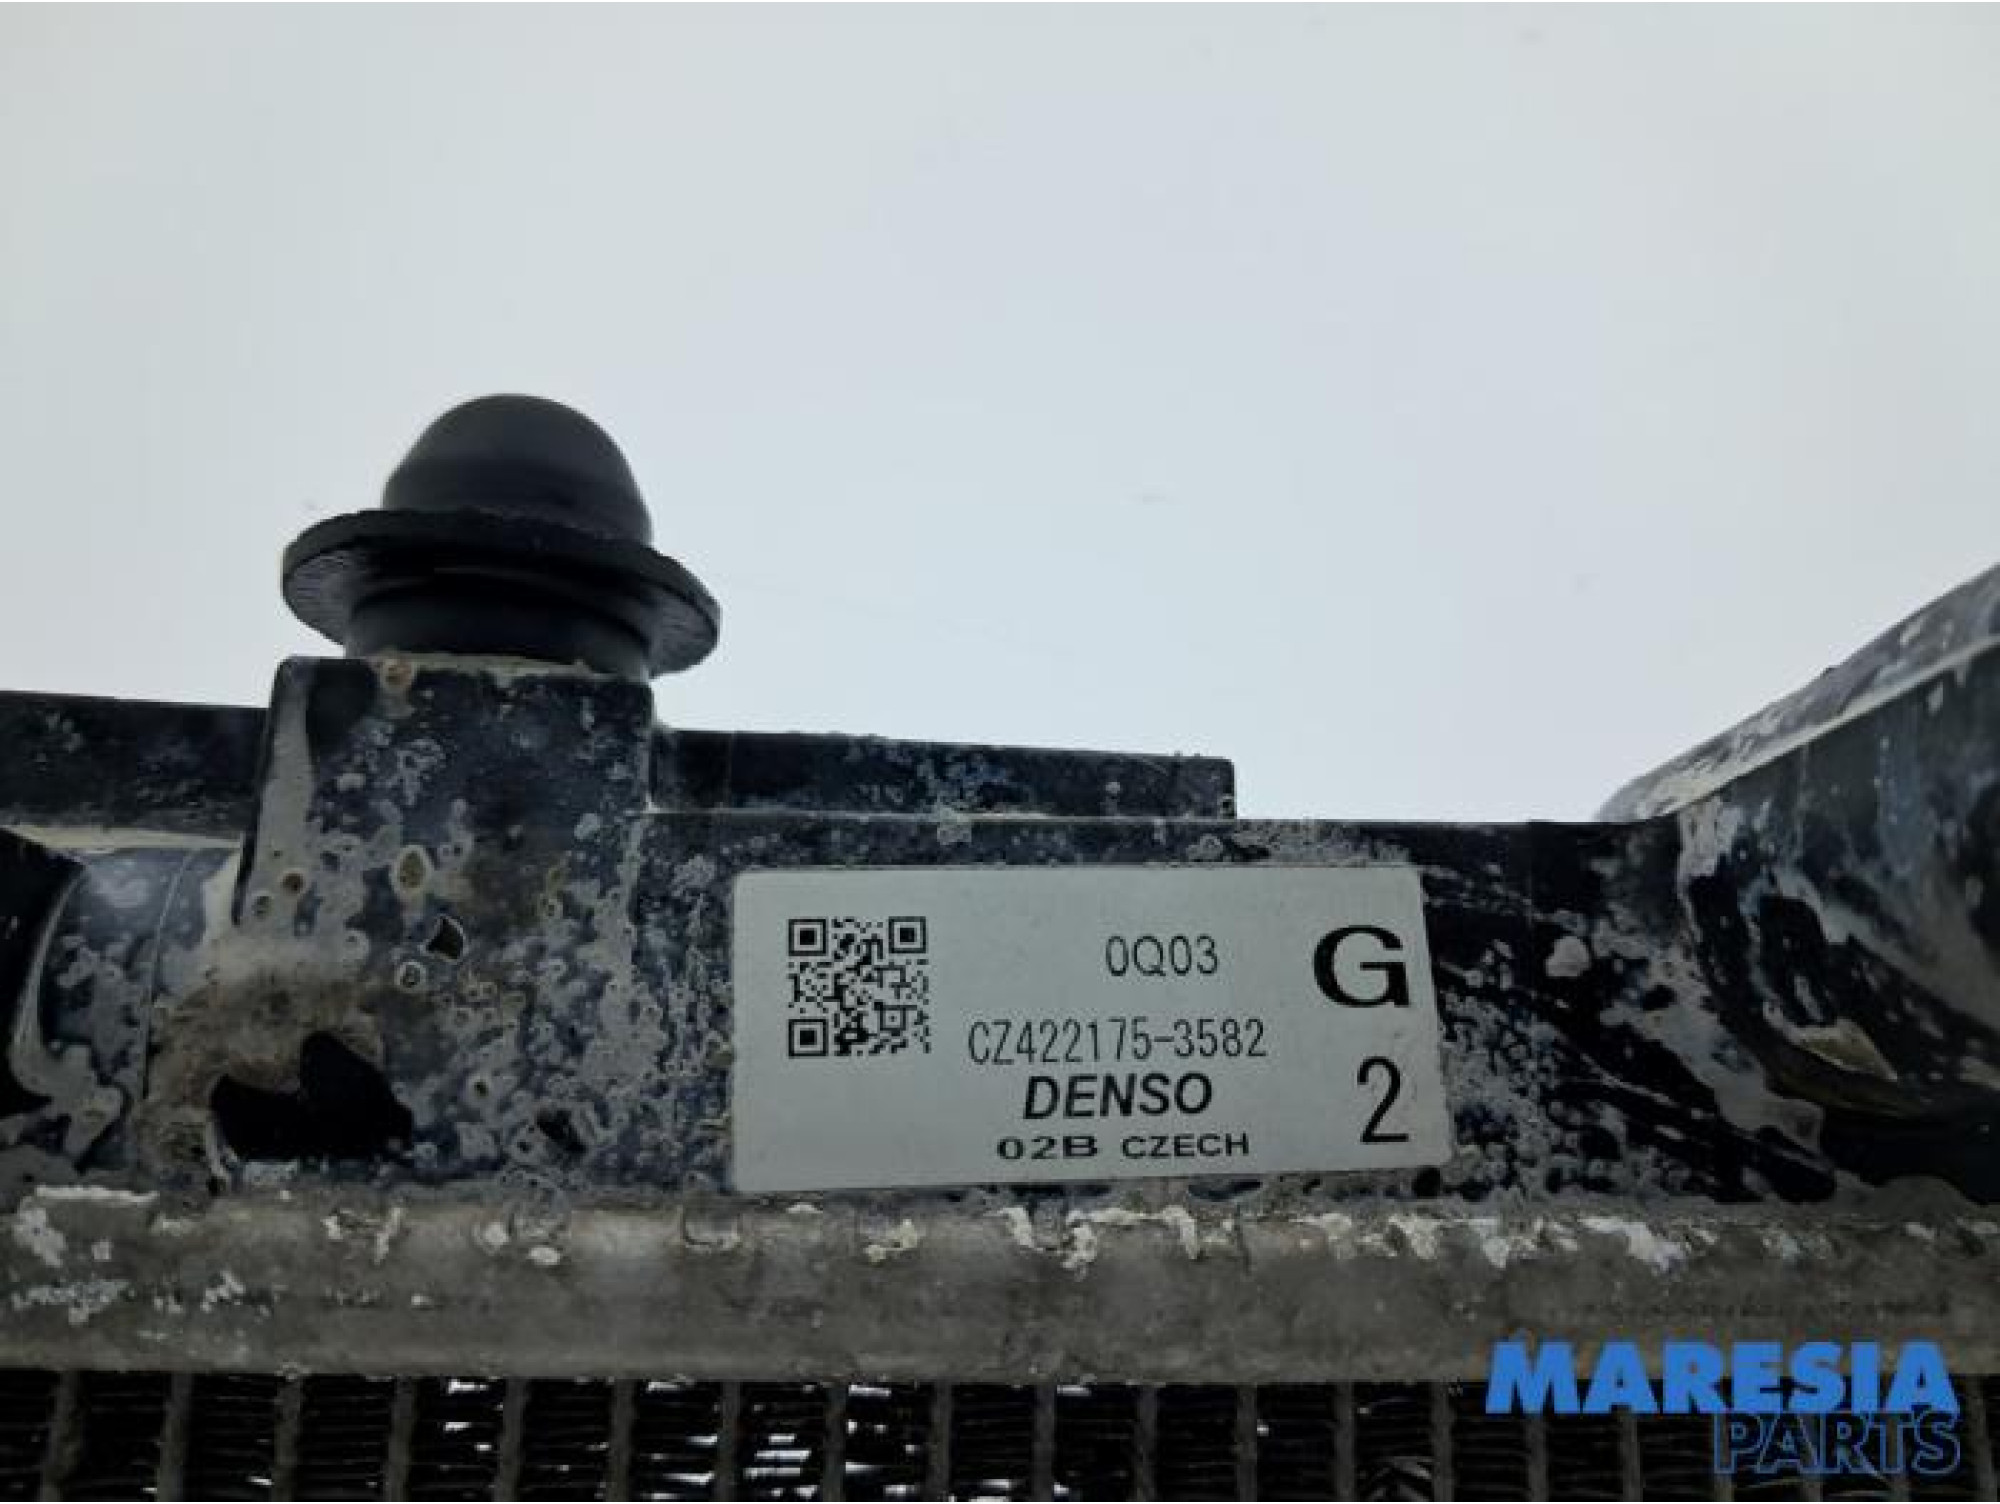 0Q03
G
CZ422175-3582
DENSO
2
02B CZECH
MARESIA
PARTS